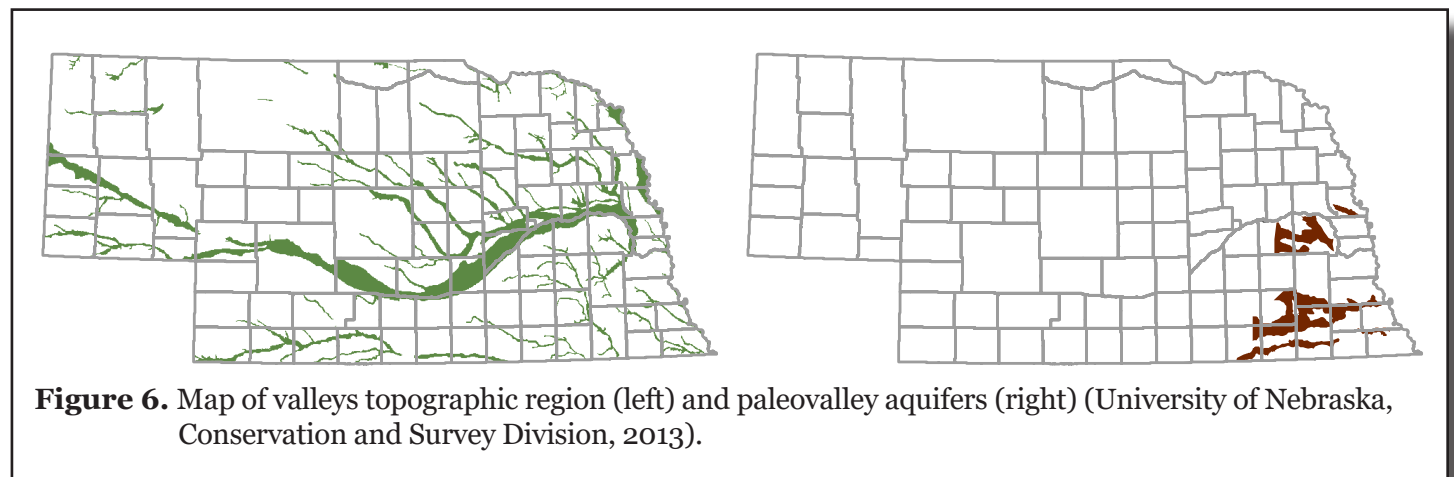 Figure 6. Map of valleys topographic region (left) and paleovalley aquifers (right) (University of Nebraska,
Conservation and Survey Division, 2013).